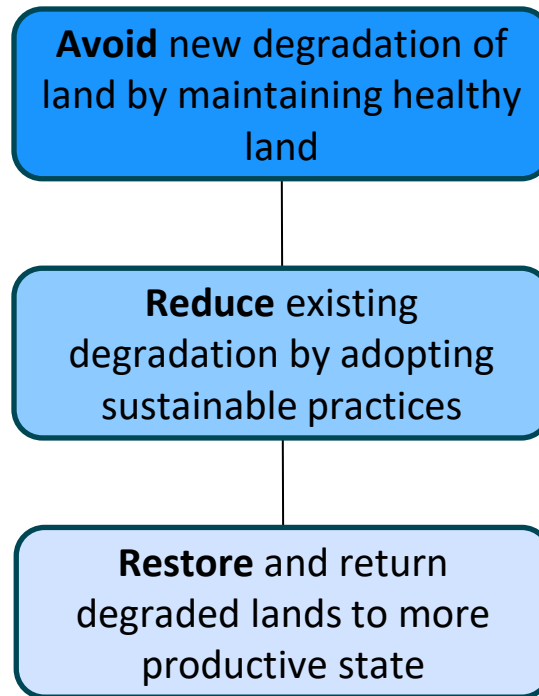 Avoid new degradation of
land by maintaining healthy
land
Reduce existing
degradation by adopting
sustainable practices
Restore and return
degraded lands to more
productive state